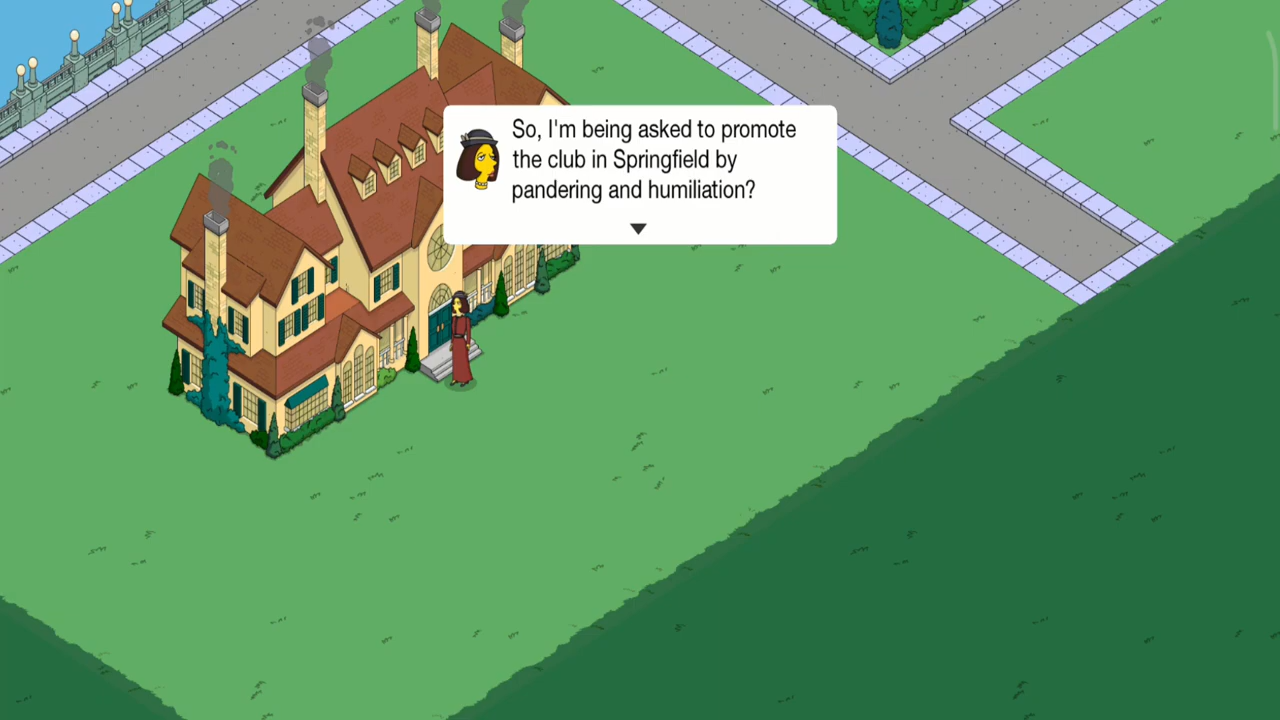 So, I'm being asked to promote
the club in Springfield by
pandering and humiliation?